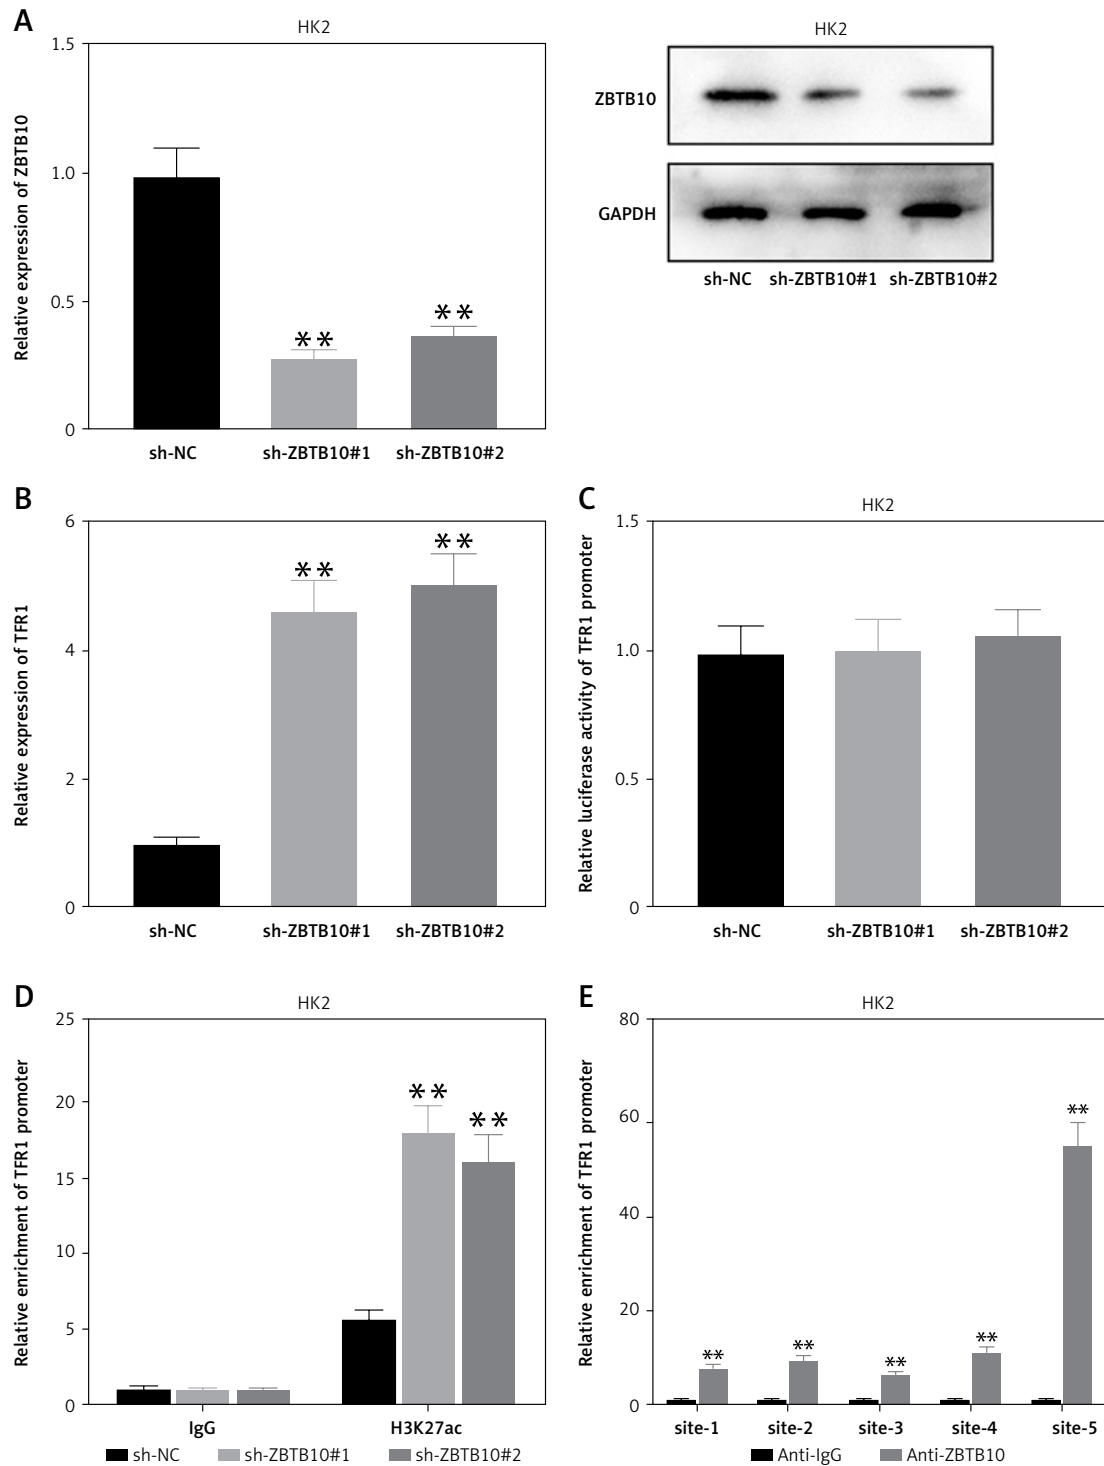 A
HK2
Relative expression of ZBTB10
1.5
1.0
0.5
0
**
**
sh-NC sh-ZBTB10#1 sh-ZBTB10#2
HK2
ZBTB10
GAPDH
sh-NC sh-ZBTB10#1 sh-ZBTB10#2
B
Relative expression of TFR1
6
4
2
0
**
**
sh-NC sh-ZBTB10#1 sh-ZBTB10#2
C
HK2
Relative luciferase activity of TFR1 promoter
1.5
1.0
0.5
0
sh-NC sh-ZBTB10#1 sh-ZBTB10#2
D
HK2
Relative enrichment of TFR1 promoter
25
20
15
10
5
0
**
**
IgG H3K27ac
sh-NC sh-ZBTB10#1 sh-ZBTB10#2
E
HK2
Relative enrichment of TFR1 promoter
80
60
40
20
0
**
**
**
**
**
site-1 site-2 site-3 site-4 site-5
Anti-IgG Anti-ZBTB10